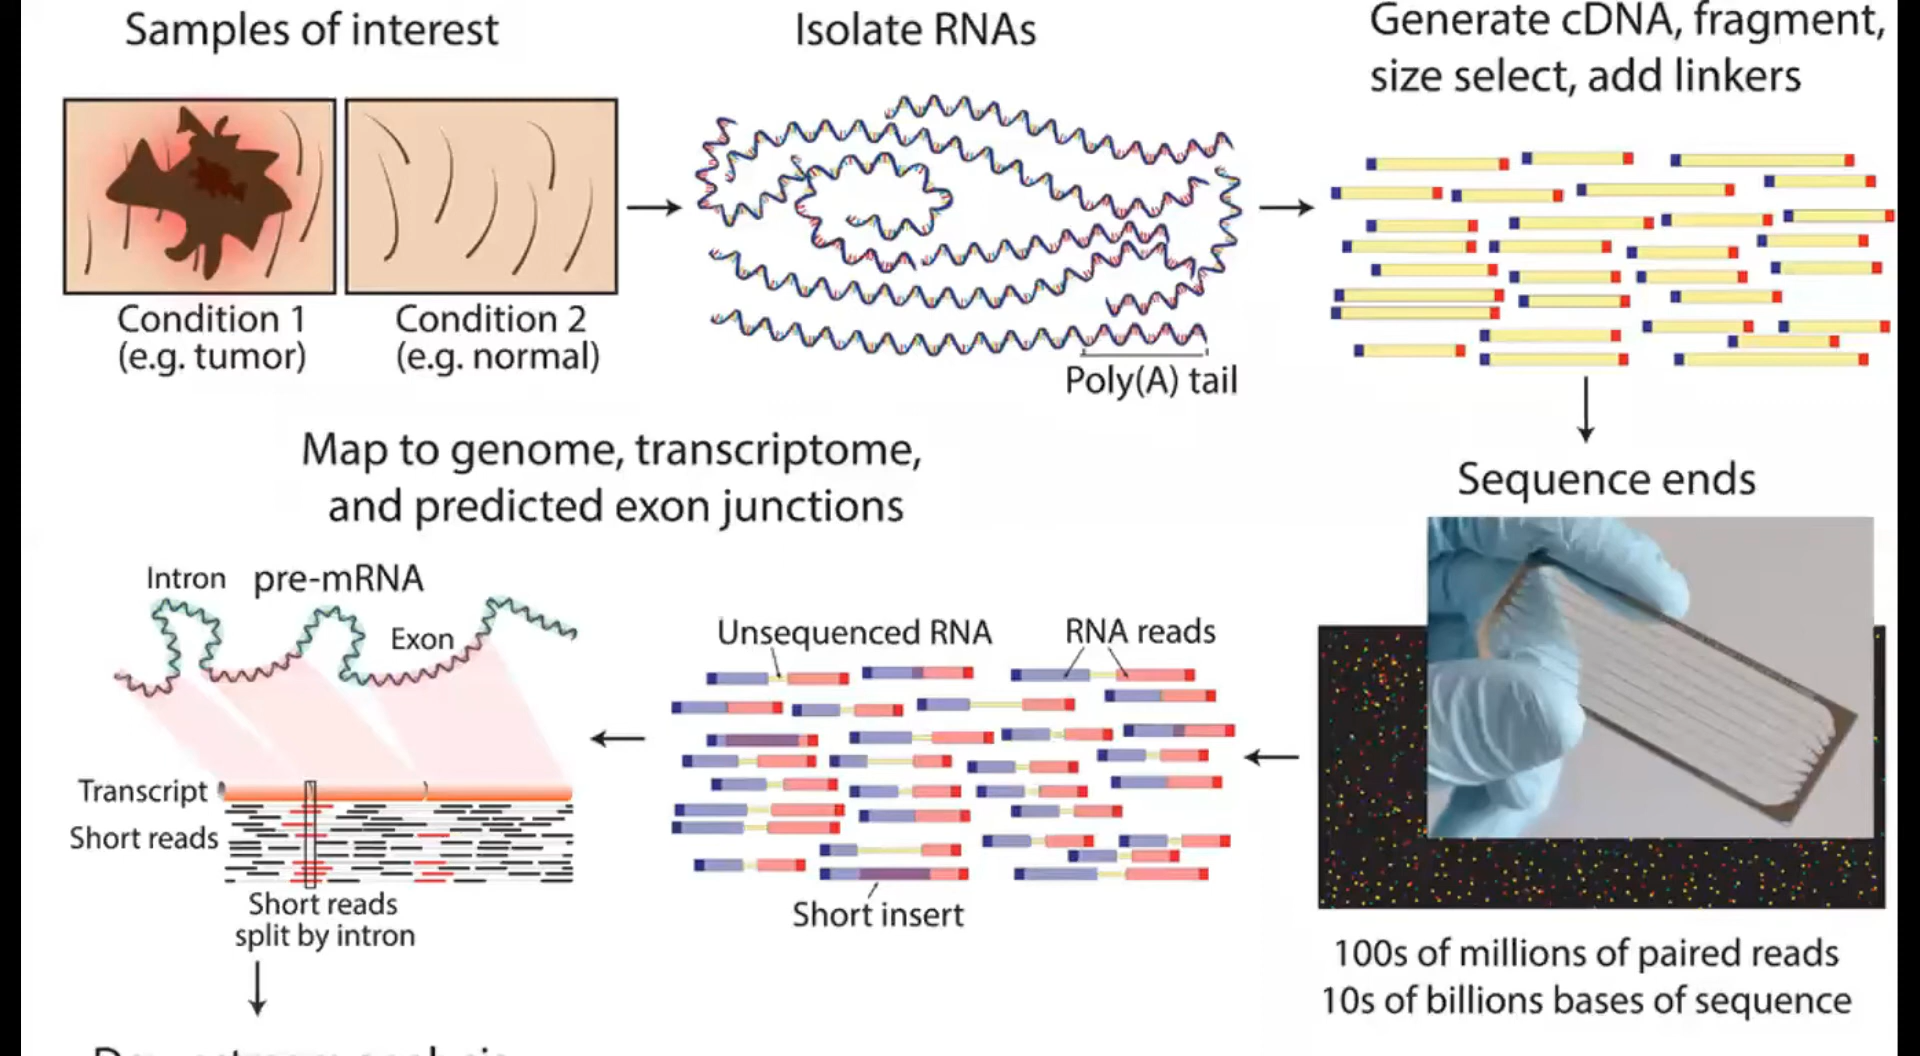 Samples of interest
Condition 1
(e.g. tumor)
Condition 2
(e.g. normal)
Isolate RNAs
Poly(A) tail
Generate cDNA, fragment,
size select, add linkers
Sequence ends
100s of millions of paired reads
10s of billions bases of sequence
Unsequenced RNA
RNA reads
Short insert
Map to genome, transcriptome,
and predicted exon junctions
Intron
pre-mRNA
Exon
Transcript
Short reads
Short reads
split by intron